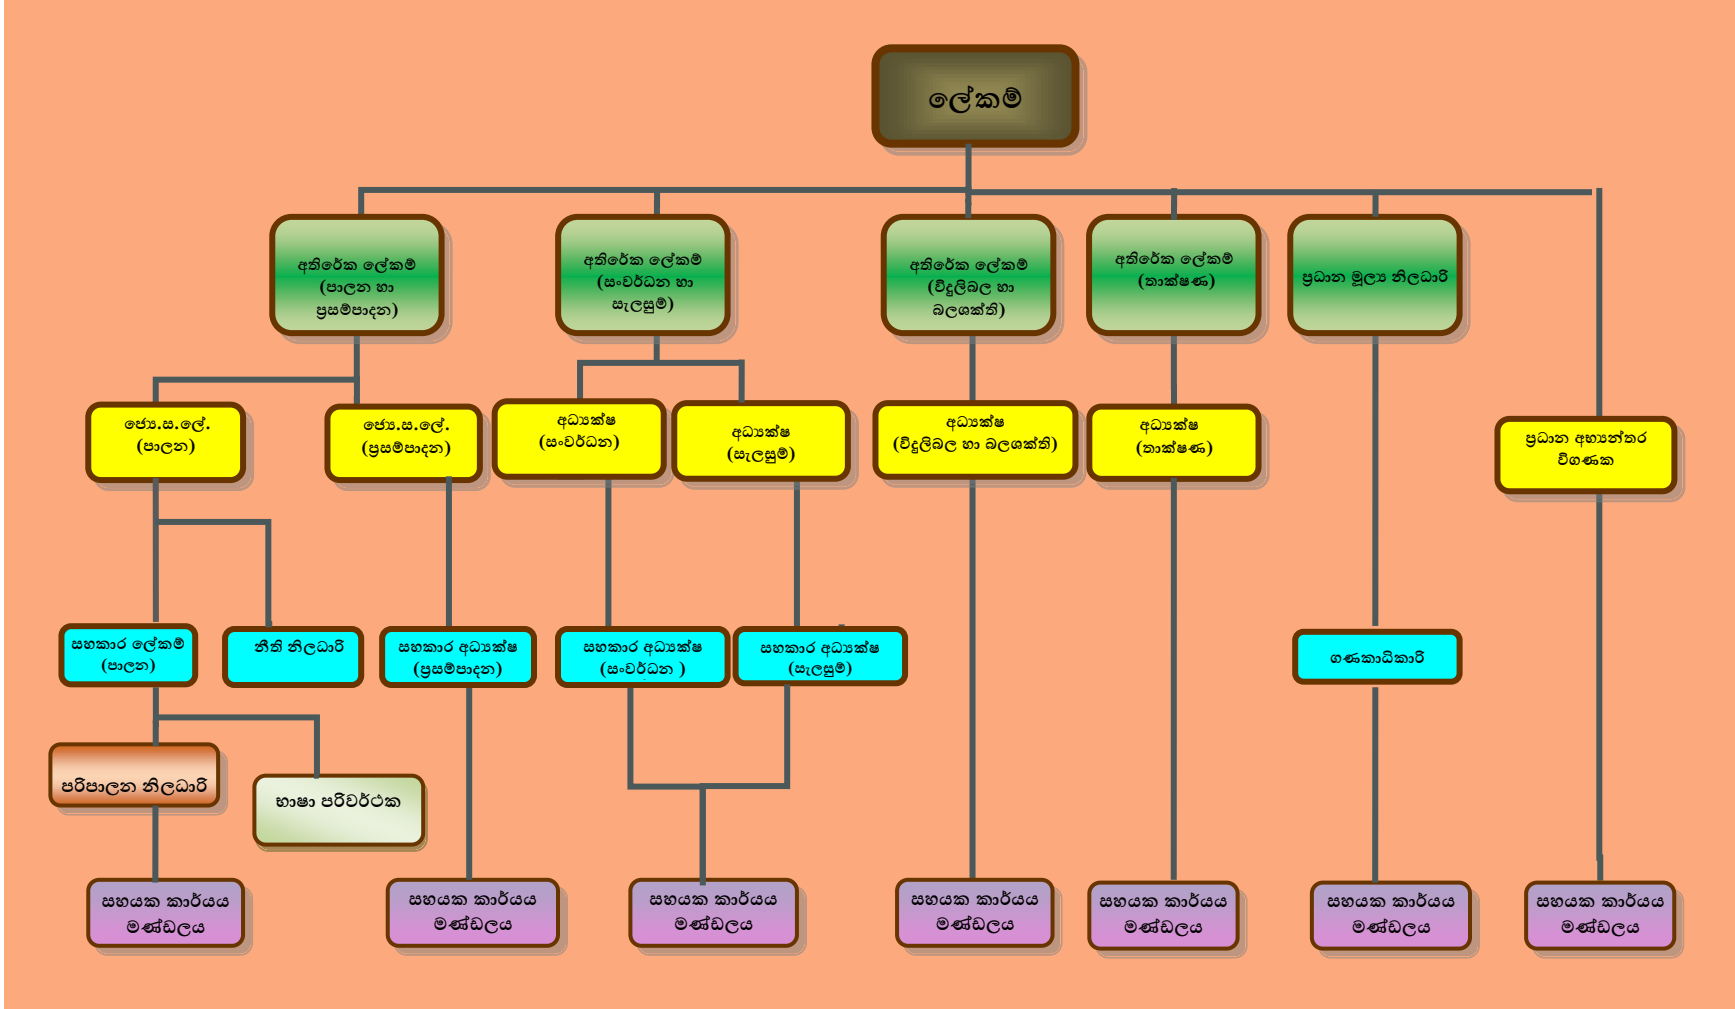 ලේකම්
අතිරේක ලේකම්
(පාලන හා
ප්‍රසම්පාදන)
අතිරේක ලේකම්
(සංවර්ධන හා
සැලසුම්)
අතිරේක ලේකම්
(විදුලිබල හා
බලශක්ති)
අතිරේක ලේකම්
(තාක්ෂණ)
ප්‍රධාන මූල්‍ය නිලධාරි
ජ්‍යෙ.ස.ලේ.
(පාලන)
ජ්‍යෙ.ස.ලේ.
(ප්‍රසම්පාදන)
අධ්‍යක්ෂ
(සංවර්ධන)
අධ්‍යක්ෂ
(සැලසුම්)
අධ්‍යක්ෂ
(විදුලිබල හා බලශක්ති)
අධ්‍යක්ෂ
(තාක්ෂණ)
ප්‍රධාන අභ්‍යන්තර
විගණක
සහකාර ලේකම්
(පාලන)
නීති නිලධාරි
සහකාර අධ්‍යක්ෂ
(ප්‍රසම්පාදන)
සහකාර අධ්‍යක්ෂ
(සංවර්ධන )
සහකාර අධ්‍යක්ෂ
(සැලසුම්)
ගණකාධිකාරි
පරිපාලන නිලධාරි
භාෂා පරිවර්ථක
සහයක කාර්යය
මණ්ඩලය
සහයක කාර්යය
මණ්ඩලය
සහයක කාර්යය
මණ්ඩලය
සහයක කාර්යය
මණ්ඩලය
සහයක කාර්යය
මණ්ඩලය
සහයක කාර්යය
මණ්ඩලය
සහයක කාර්යය
මණ්ඩලය